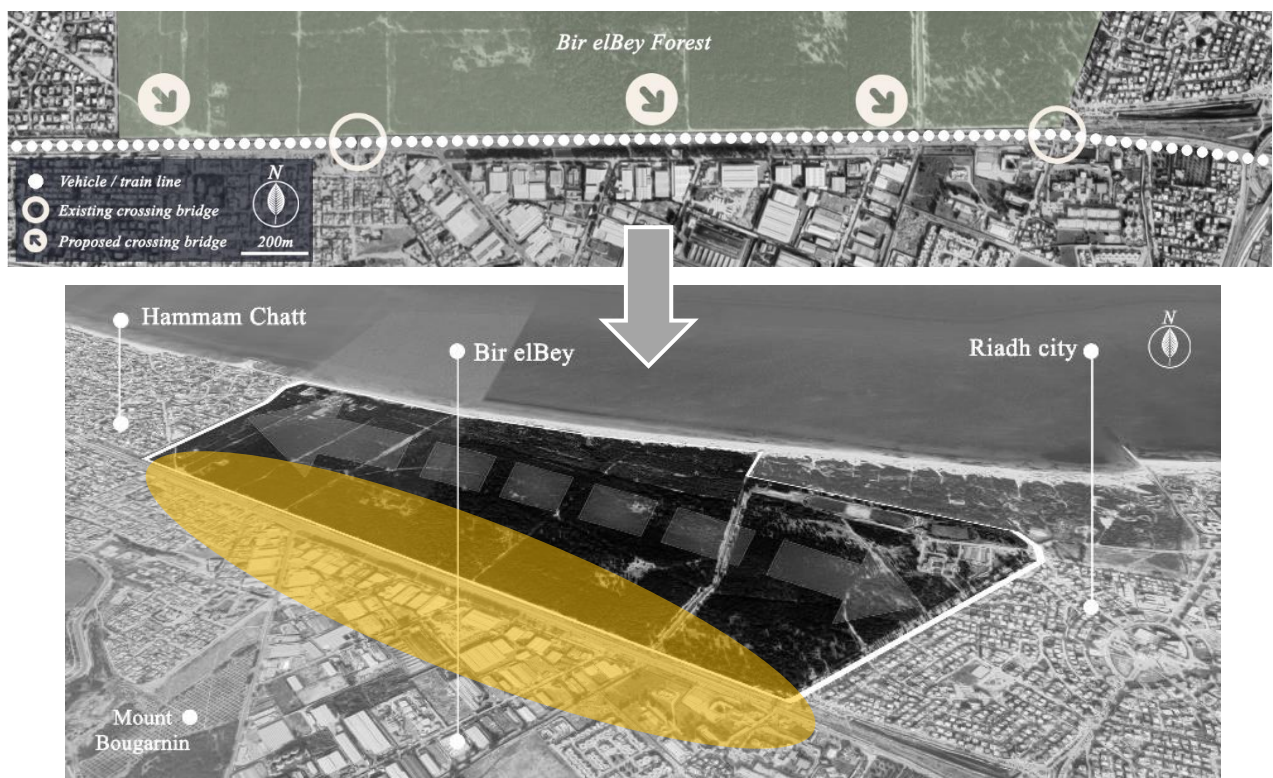 Bir elBey Forest
Vehicle / train line
Existing crossing bridge
Proposed crossing bridge
N
200m
Hammam Chatt
Bir elBey
Riadh city
N
Mount
Bougarnin